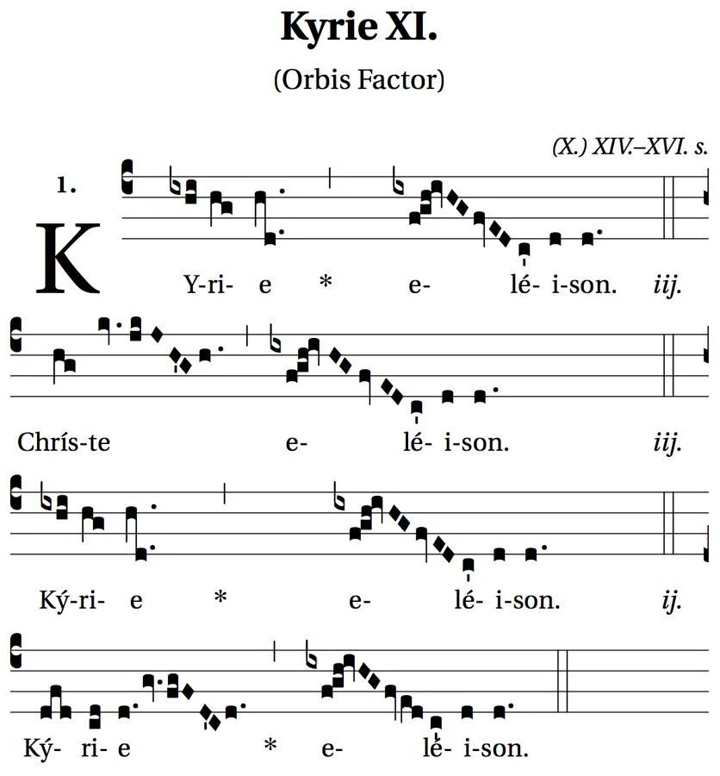 Kyrie XI.
(Orbis Factor)
(X.) XIV.–XVI. s.
1.
K Y-ri- e * e- lé- i-son. iij.
Chrís-te e- lé- i-son. iij.
Ký-ri- e * e- lé- i-son. ij.
Ký- ri- e * e- lé- i-son.